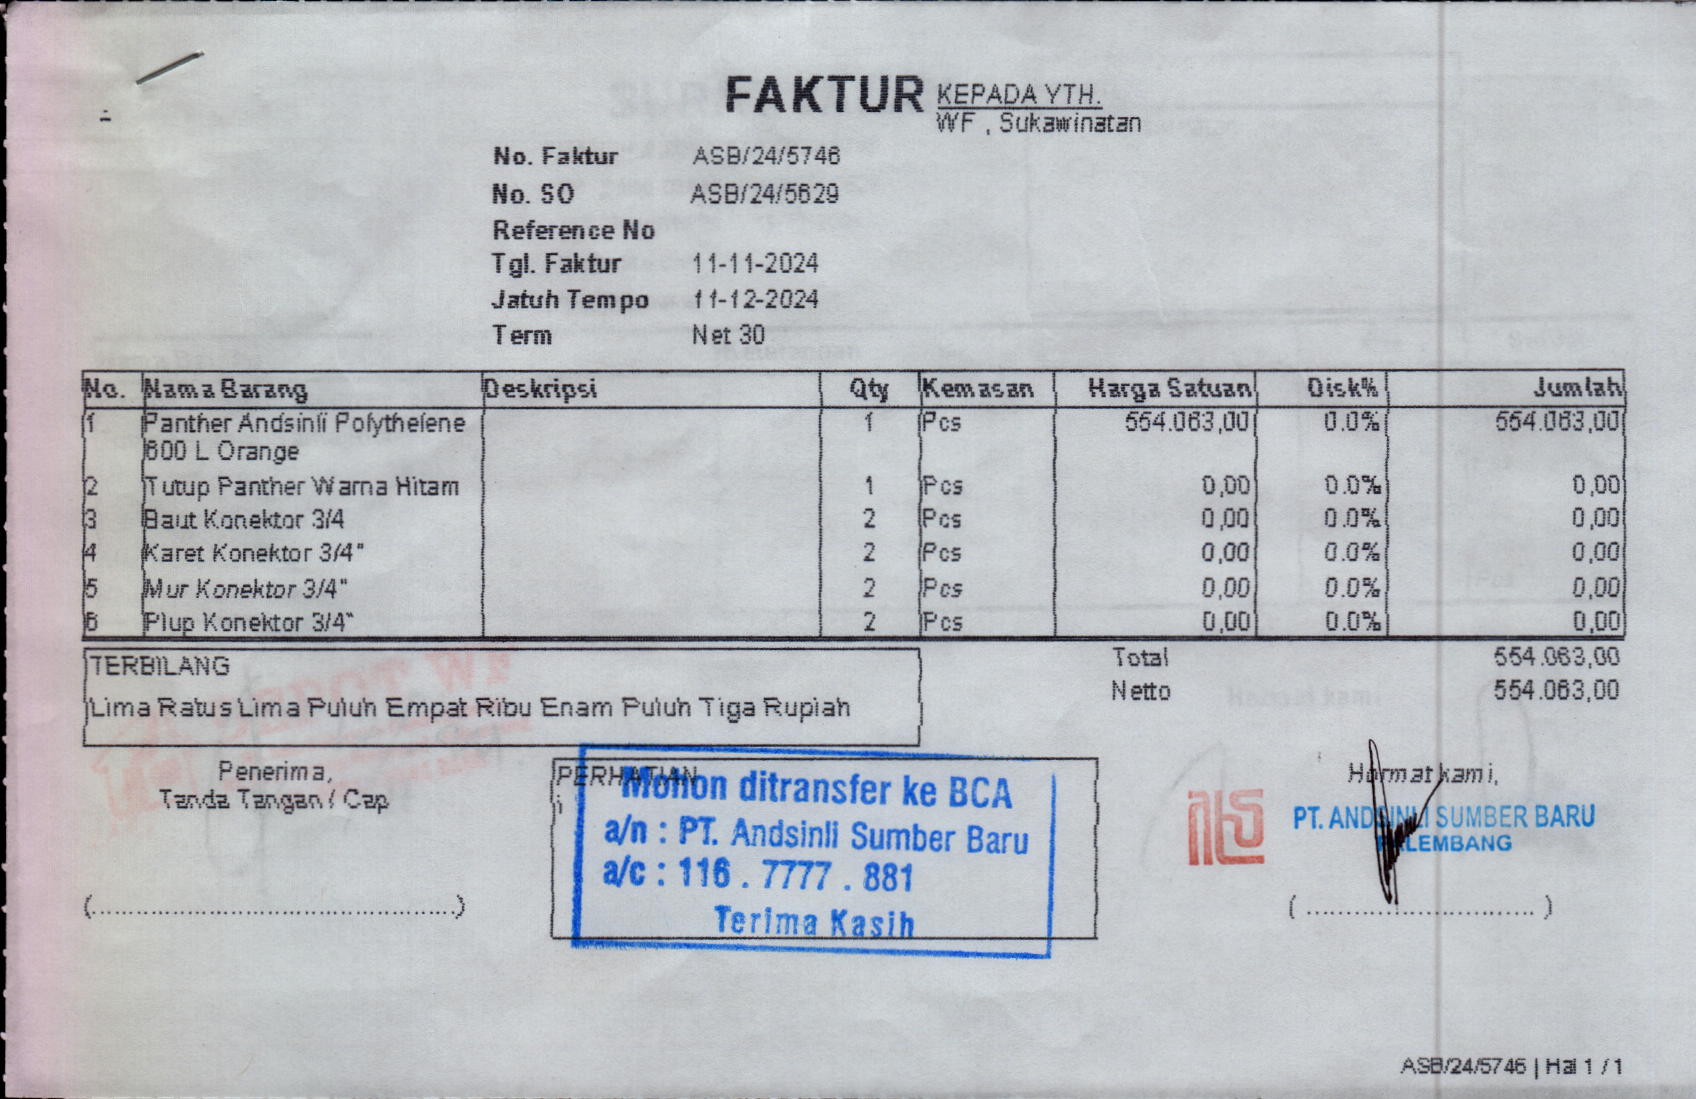 FAKTUR
KEPADA YTH.
WF , Sukawinatan
No. Faktur ASB/24/5746
No. SO ASB/24/5629
Reference No
Tgl. Faktur 11-11-2024
Jatuh Tempo 11-12-2024
Term Net 30
No. Nama Barang Deskripsi Qty Kemasan Harga Satuan Disk% Jumlah
1 Panther Andsinli Polythelene 1 Pcs 554.063,00 0.0% 554.063,00
600 L Orange
2 Tutup Panther Warna Hitam 1 Pcs 0,00 0.0% 0,00
3 Baut Konektor 3/4 2 Pcs 0,00 0.0% 0,00
4 Karet Konektor 3/4" 2 Pcs 0,00 0.0% 0,00
5 Mur Konektor 3/4" 2 Pcs 0,00 0.0% 0,00
6 Plup Konektor 3/4" 2 Pcs 0,00 0.0% 0,00
TERBILANG
Lima Ratus Lima Puluh Empat Ribu Enam Puluh Tiga Rupiah
Total 554.063,00
Netto 554.063,00
Penerima,
Tanda Tangan / Cap
(..............................................)
PERHATIAN
Mohon ditransfer ke BCA
a/n : PT. Andsinli Sumber Baru
a/c : 116 . 7777 . 881
Terima Kasih
Hormat kami,
PT. ANDSINLI SUMBER BARU
PALEMBANG
( ............................. )
ASB/24/5746 | Hal 1 / 1